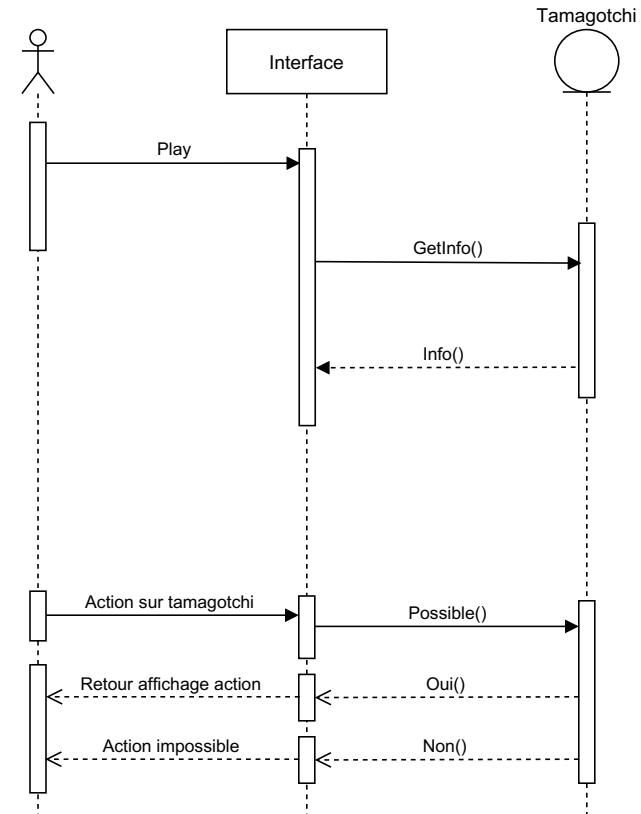 Tamagotchi
Interface
Play
GetInfo()
Info()
Action sur tamagotchi
Possible()
Retour affichage action
Oui()
Action impossible
Non()